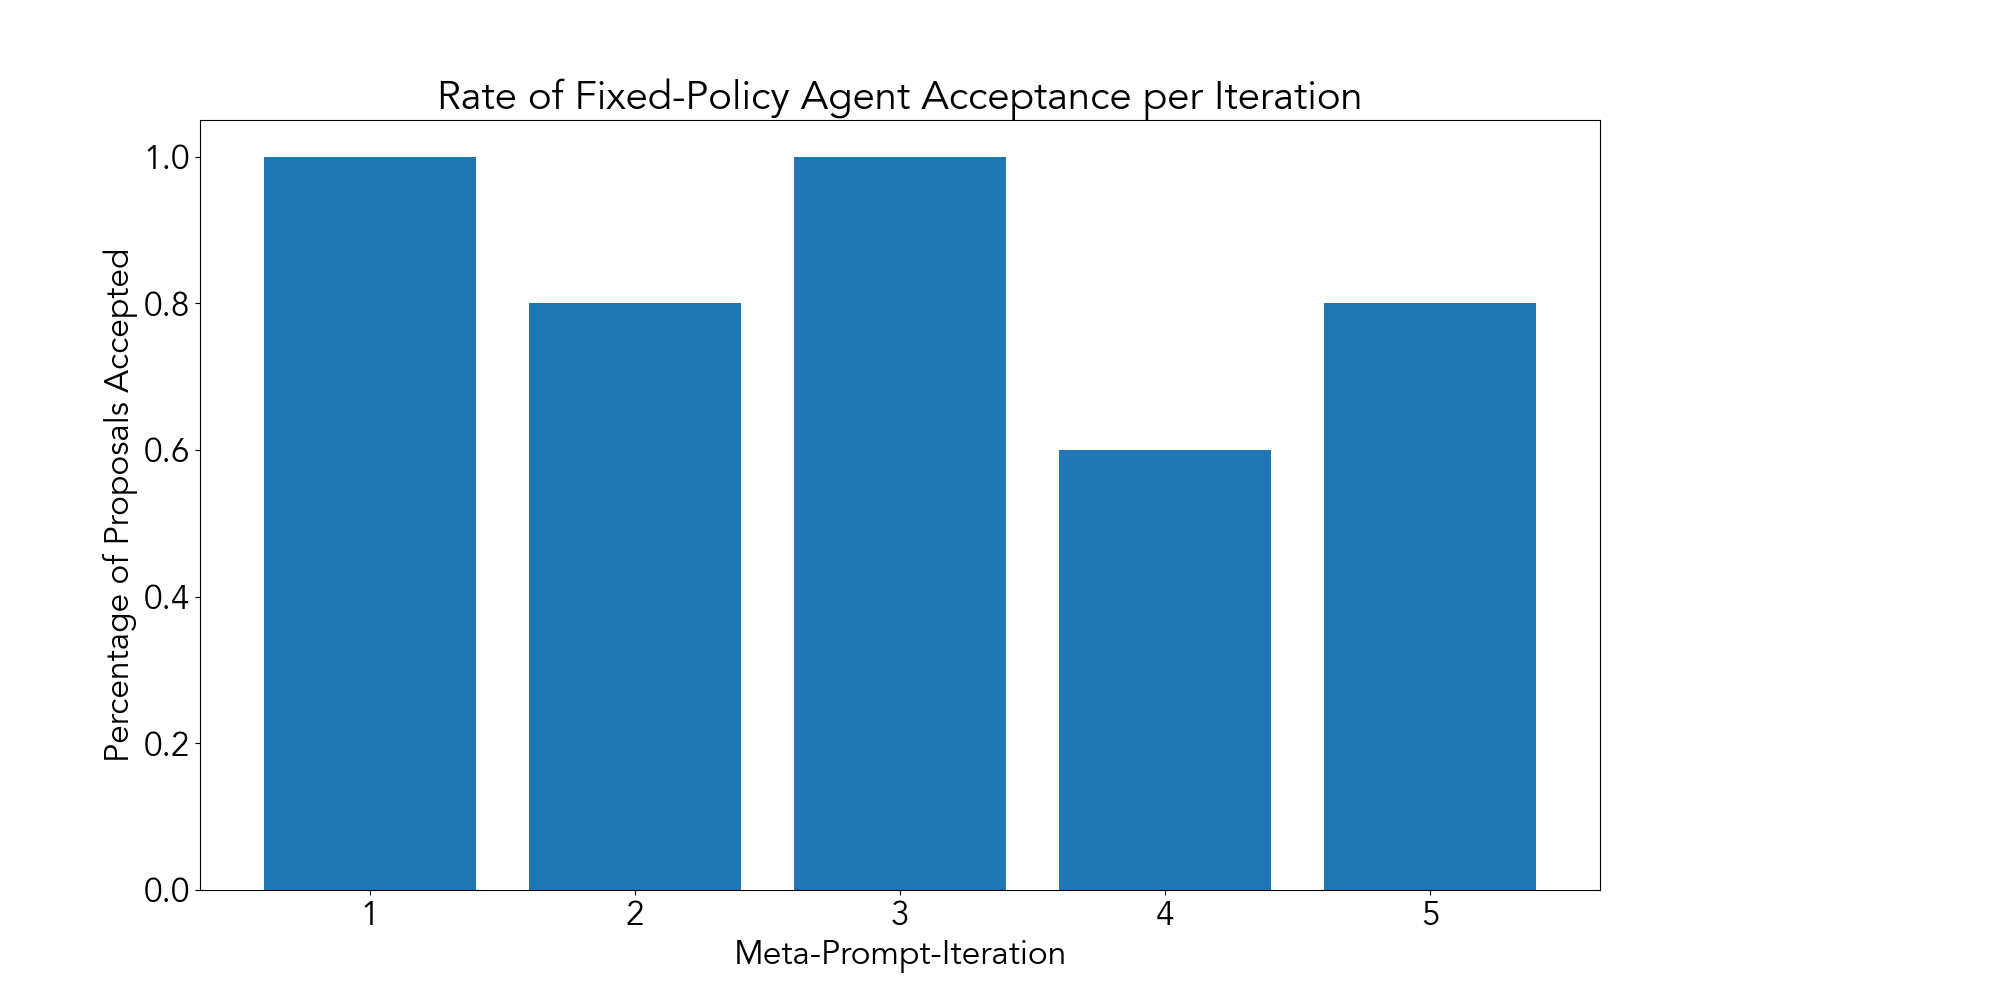 Rate of Fixed-Policy Agent Acceptance per Iteration
Percentage of Proposals Accepted
1.0
0.8
0.6
0.4
0.2
0.0
1 2 3 4 5
Meta-Prompt-Iteration